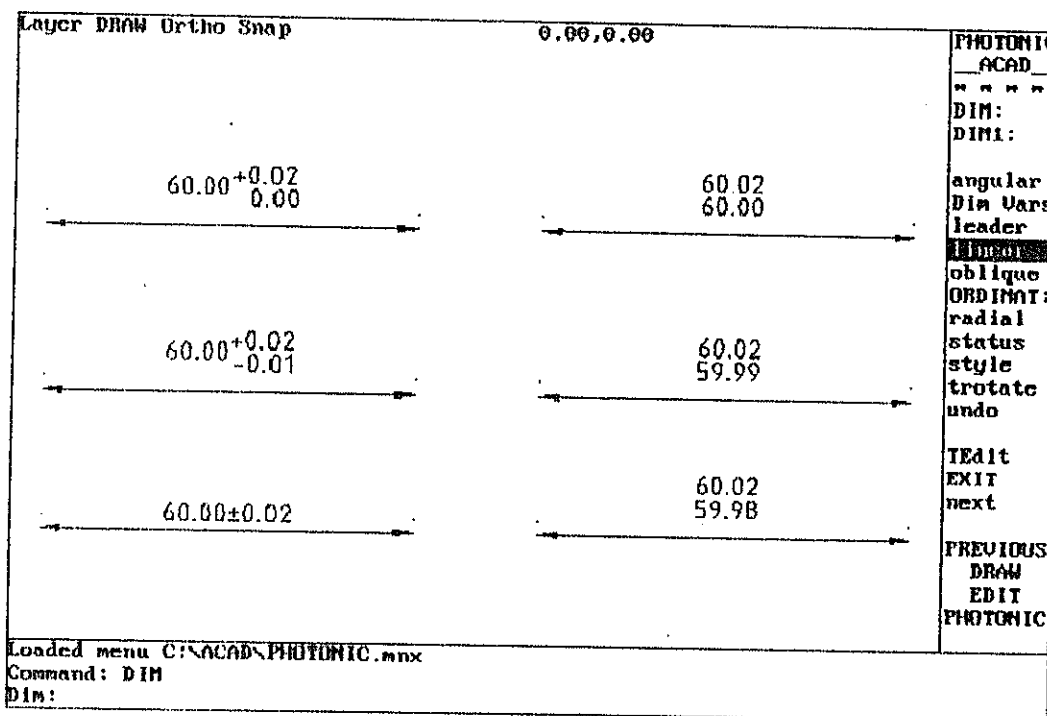 Layer DRAW Ortho Snap 0.00,0.00
60.00 +0.02
0.00
60.02
60.00
60.00 +0.02
-0.01
60.02
59.99
60.00±0.02
60.02
59.98
PHOTONIC
__ACAD__
* * * *
DIM:
DIM1:
angular
Dim Vars
leader
linear
oblique
ORDINAT:
radial
status
style
trotate
undo
TEdit
EXIT
next
PREVIOUS
DRAW
EDIT
PHOTONIC
Loaded menu C:\ACAD\PHOTONIC.mnx
Command: DIM
Dim: